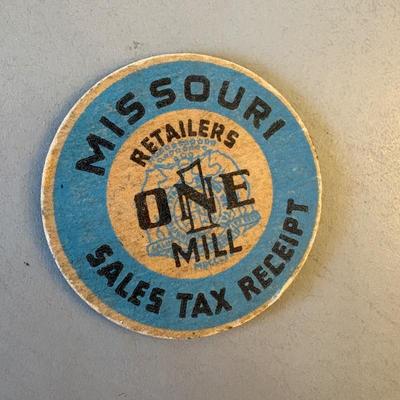 MISSOURI
RETAILERS
1
ONE
MILL
SALES TAX RECEIPT